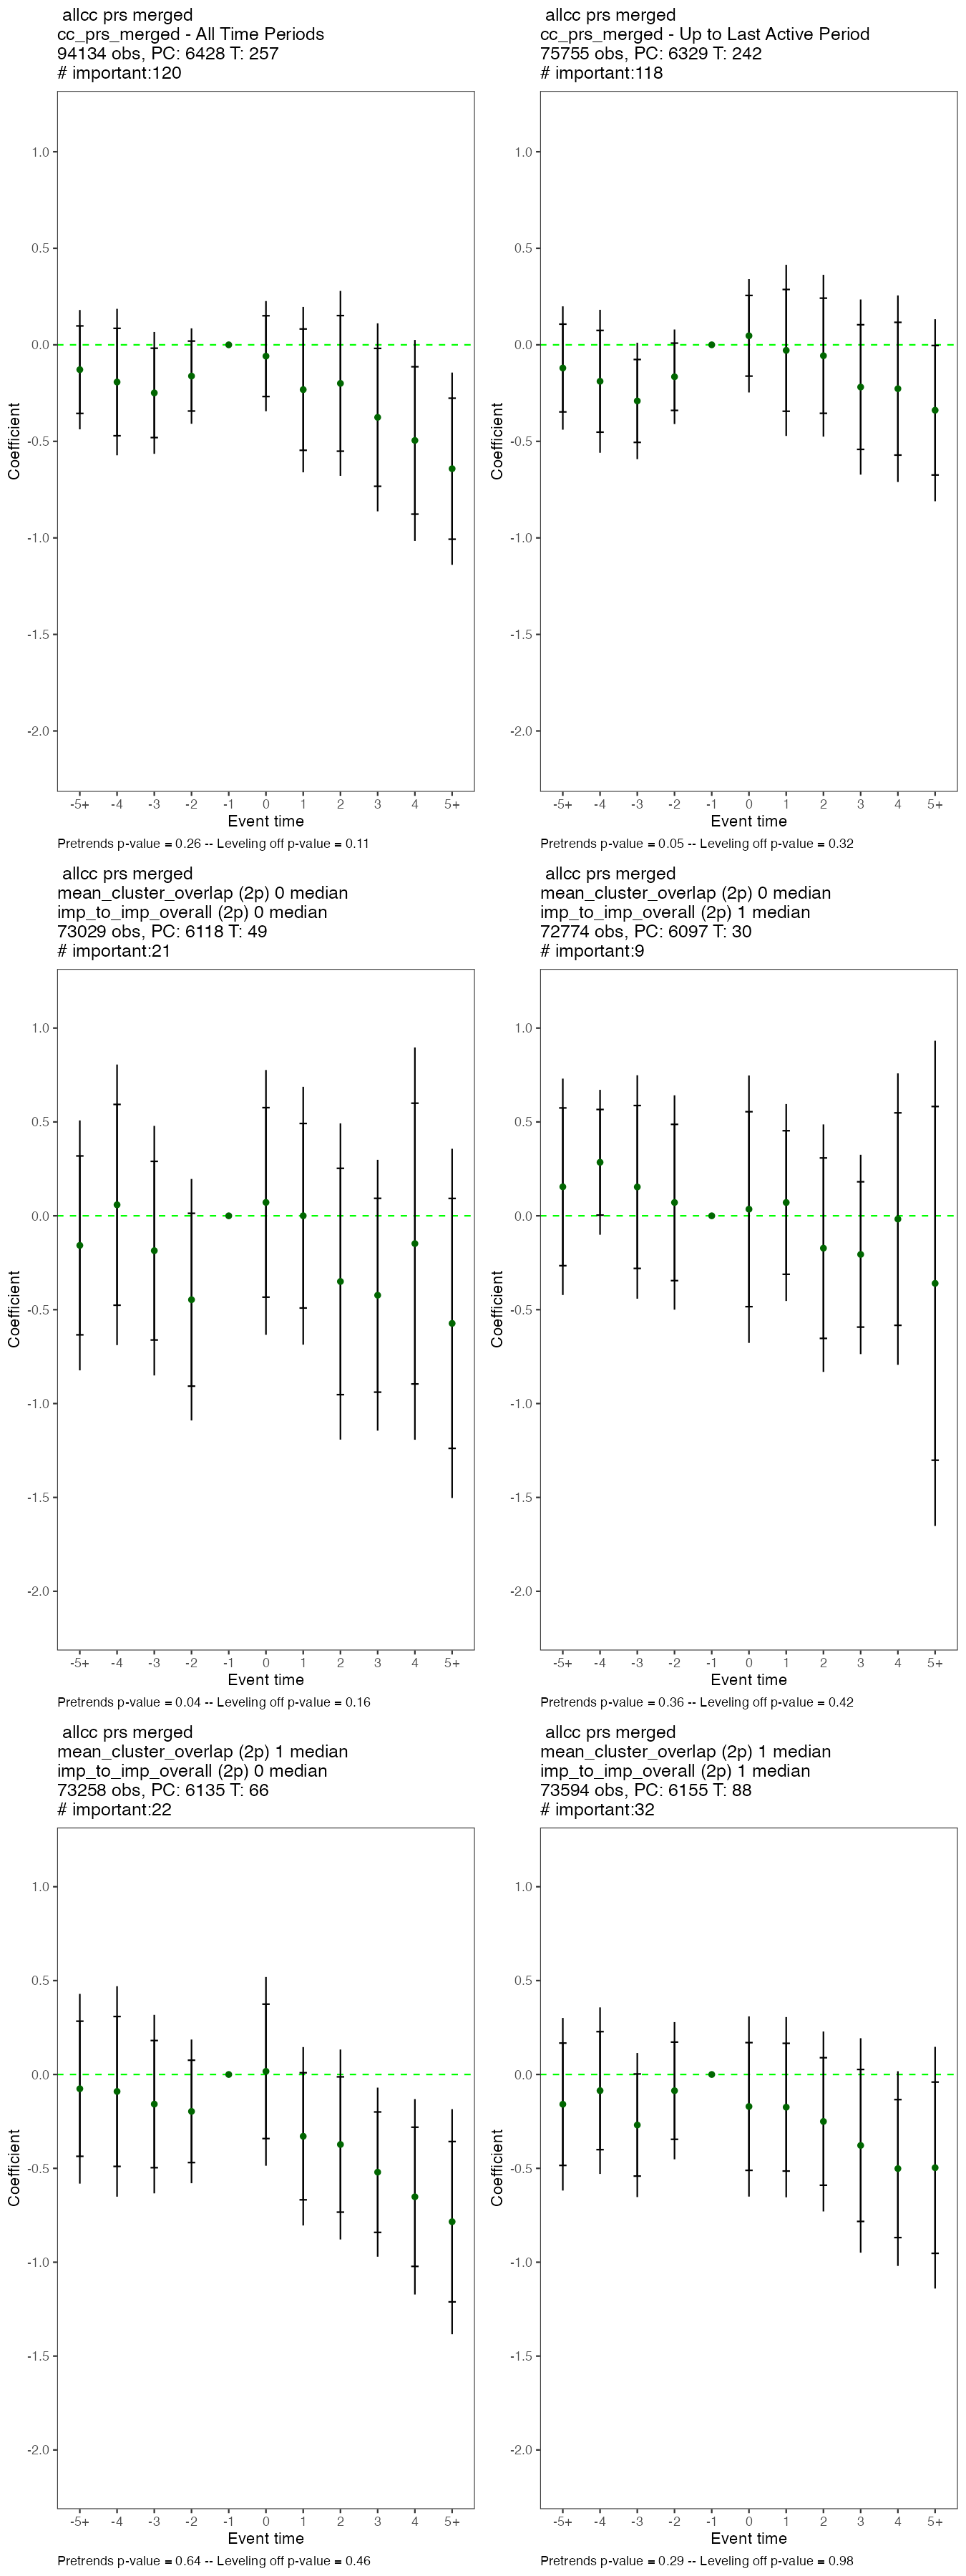 allcc prs merged
cc_prs_merged - All Time Periods
94134 obs, PC: 6428 T: 257
# important:120
1.0
0.5
0.0
-0.5
-1.0
-1.5
-2.0
Coefficient
-5+ -4 -3 -2 -1 0 1 2 3 4 5+
Event time
Pretrends p-value = 0.26 -- Leveling off p-value = 0.11
allcc prs merged
cc_prs_merged - Up to Last Active Period
75755 obs, PC: 6329 T: 242
# important:118
1.0
0.5
0.0
-0.5
-1.0
-1.5
-2.0
Coefficient
-5+ -4 -3 -2 -1 0 1 2 3 4 5+
Event time
Pretrends p-value = 0.05 -- Leveling off p-value = 0.32
allcc prs merged
mean_cluster_overlap (2p) 0 median
imp_to_imp_overall (2p) 0 median
73029 obs, PC: 6118 T: 49
# important:21
1.0
0.5
0.0
-0.5
-1.0
-1.5
-2.0
Coefficient
-5+ -4 -3 -2 -1 0 1 2 3 4 5+
Event time
Pretrends p-value = 0.04 -- Leveling off p-value = 0.16
allcc prs merged
mean_cluster_overlap (2p) 0 median
imp_to_imp_overall (2p) 1 median
72774 obs, PC: 6097 T: 30
# important:9
1.0
0.5
0.0
-0.5
-1.0
-1.5
-2.0
Coefficient
-5+ -4 -3 -2 -1 0 1 2 3 4 5+
Event time
Pretrends p-value = 0.36 -- Leveling off p-value = 0.42
allcc prs merged
mean_cluster_overlap (2p) 1 median
imp_to_imp_overall (2p) 0 median
73258 obs, PC: 6135 T: 66
# important:22
1.0
0.5
0.0
-0.5
-1.0
-1.5
-2.0
Coefficient
-5+ -4 -3 -2 -1 0 1 2 3 4 5+
Event time
Pretrends p-value = 0.64 -- Leveling off p-value = 0.46
allcc prs merged
mean_cluster_overlap (2p) 1 median
imp_to_imp_overall (2p) 1 median
73594 obs, PC: 6155 T: 88
# important:32
1.0
0.5
0.0
-0.5
-1.0
-1.5
-2.0
Coefficient
-5+ -4 -3 -2 -1 0 1 2 3 4 5+
Event time
Pretrends p-value = 0.29 -- Leveling off p-value = 0.98